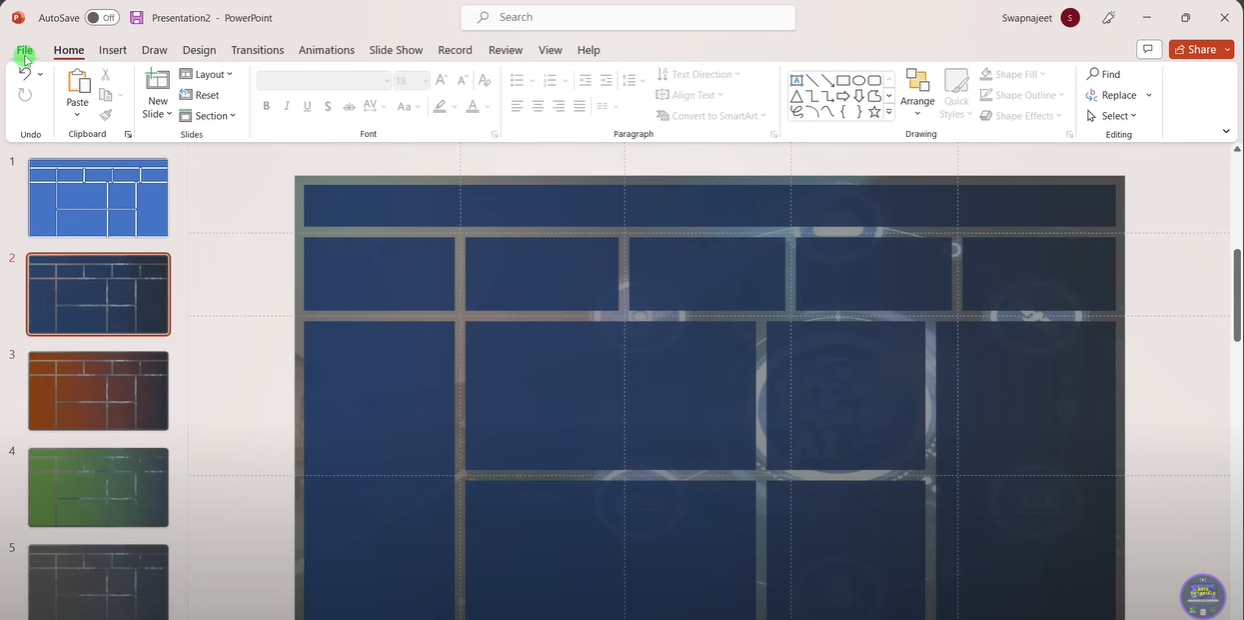 P AutoSave Off Presentation2 - PowerPoint Search Swapnajeet S
File Home Insert Draw Design Transitions Animations Slide Show Record Review View Help Share
Layout Text Direction Shape Fill Find
Reset Align Text Shape Outline Replace
Section Convert to SmartArt Shape Effects Select
18 A A A
B I U S ab AV Aa A
A
Paste New Slide Arrange Quick Styles
Undo Clipboard Slides Font Paragraph Drawing Editing
1
2
3
4
5